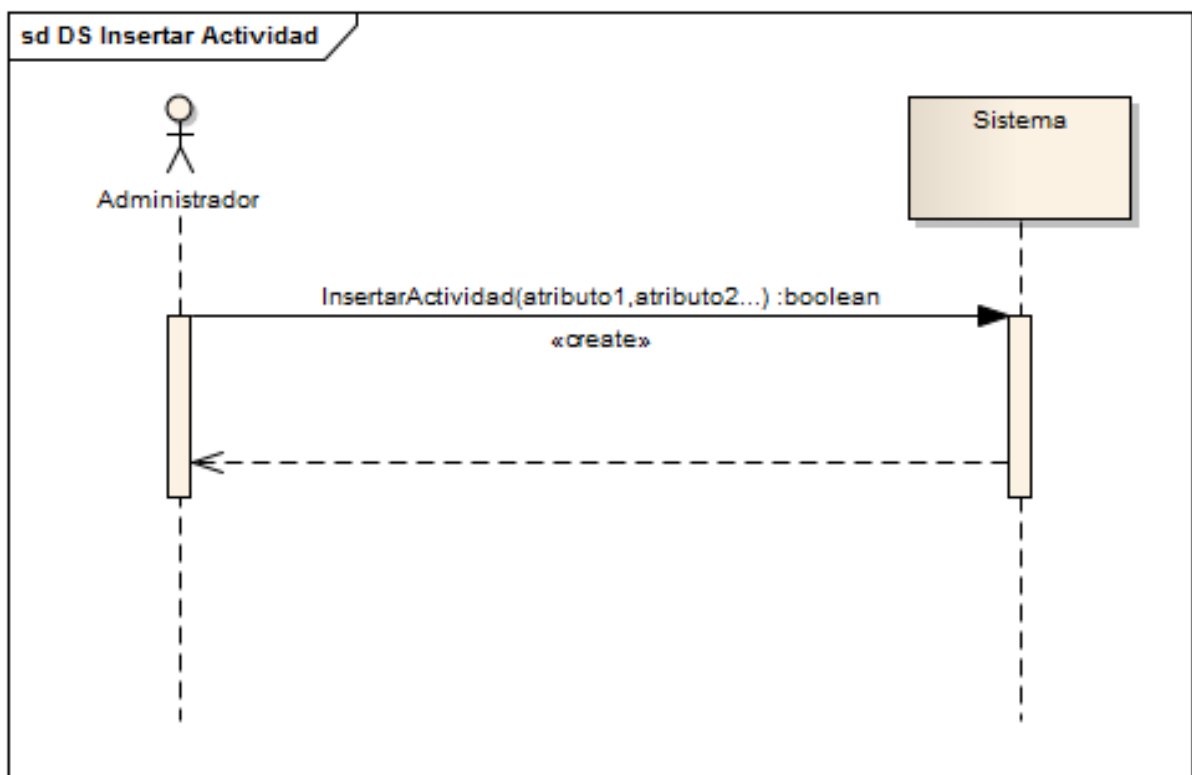 sd DS Insertar Actividad
Sistema
Administrador
InsertarActividad(atributo1,atributo2...) :boolean
«create»